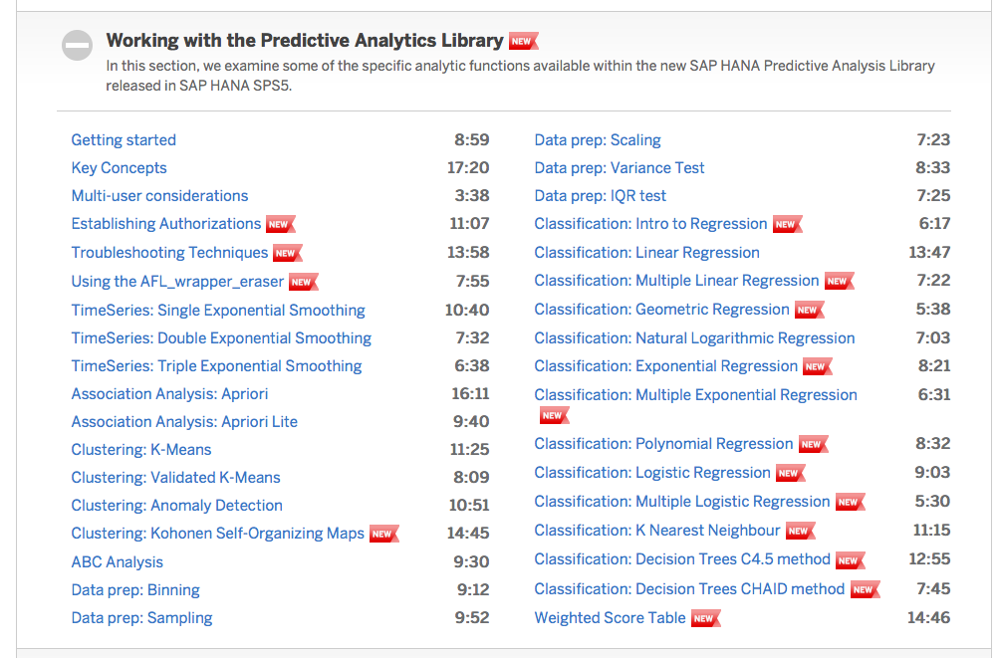 Working with the Predictive Analytics Library NEW
In this section, we examine some of the specific analytic functions available within the new SAP HANA Predictive Analysis Library
released in SAP HANA SPS5.
Getting started 8:59
Key Concepts 17:20
Multi-user considerations 3:38
Establishing Authorizations NEW 11:07
Troubleshooting Techniques NEW 13:58
Using the AFL_wrapper_eraser NEW 7:55
TimeSeries: Single Exponential Smoothing 10:40
TimeSeries: Double Exponential Smoothing 7:32
TimeSeries: Triple Exponential Smoothing 6:38
Association Analysis: Apriori 16:11
Association Analysis: Apriori Lite 9:40
Clustering: K-Means 11:25
Clustering: Validated K-Means 8:09
Clustering: Anomaly Detection 10:51
Clustering: Kohonen Self-Organizing Maps NEW 14:45
ABC Analysis 9:30
Data prep: Binning 9:12
Data prep: Sampling 9:52
Data prep: Scaling 7:23
Data prep: Variance Test 8:33
Data prep: IQR test 7:25
Classification: Intro to Regression NEW 6:17
Classification: Linear Regression 13:47
Classification: Multiple Linear Regression NEW 7:22
Classification: Geometric Regression NEW 5:38
Classification: Natural Logarithmic Regression 7:03
Classification: Exponential Regression NEW 8:21
Classification: Multiple Exponential Regression 6:31
NEW
Classification: Polynomial Regression NEW 8:32
Classification: Logistic Regression NEW 9:03
Classification: Multiple Logistic Regression NEW 5:30
Classification: K Nearest Neighbour NEW 11:15
Classification: Decision Trees C4.5 method NEW 12:55
Classification: Decision Trees CHAID method NEW 7:45
Weighted Score Table NEW 14:46